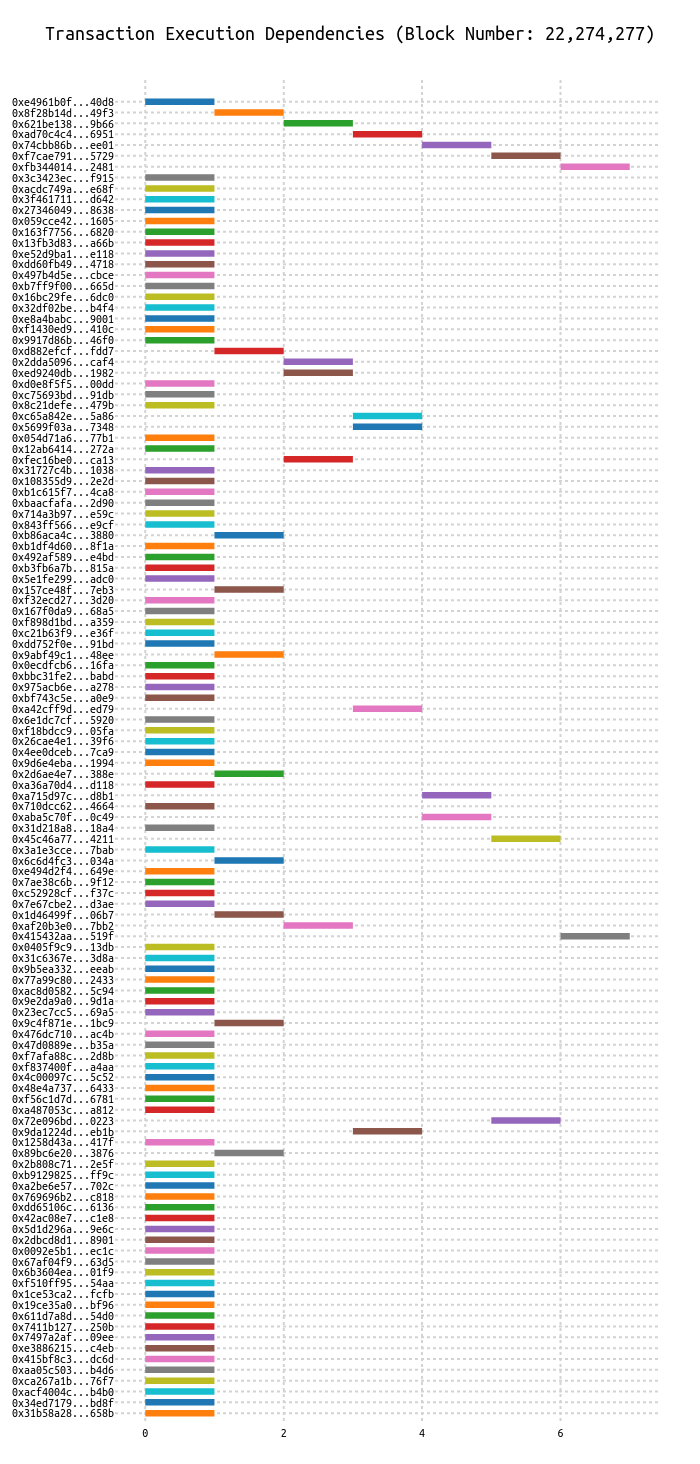 Transaction Execution Dependencies (Block Number: 22,274,277)
0xe4961b0f...40d8
0x8f28b14d...49f3
0x621be138...9b66
0xad70c4c4...6951
0x74cbb86b...ee01
0xf7cae791...5729
0xfb344014...2481
0x3c3423ec...f915
0xacdc749a...e68f
0x3f461711...d642
0x27346049...8638
0x059cce42...1605
0x163f7756...6820
0x13fb3d83...a66b
0xe52d9ba1...e118
0xdd60fb49...4718
0x497b4d5e...cbce
0xb7ff9f00...665d
0x16bc29fe...6dc0
0x32df02be...b4f4
0xe8a4babc...9001
0xf1430ed9...410c
0x9917d86b...46f0
0xd882efcf...fdd7
0x2dda5096...caf4
0xed9240db...1982
0xd0e8f5f5...00dd
0xc75693bd...91db
0x8c21defe...479b
0xc65a842e...5a86
0x5699f03a...7348
0x054d71a6...77b1
0x12ab6414...272a
0xfec16be0...ca13
0x31727c4b...1038
0x108355d9...2e2d
0xb1c615f7...4ca8
0xbaacfafa...2d90
0x714a3b97...e59c
0x843ff566...e9cf
0xb86aca4c...3880
0xb1df4d60...8f1a
0x492af589...e4bd
0xb3fb6a7b...815a
0x5e1fe299...adc0
0x157ce48f...7eb3
0xf32ecd27...3d20
0x167f0da9...68a5
0xf898d1bd...a359
0xc21b63f9...e36f
0xdd752f0e...91bd
0x9abf49c1...48ee
0x0ecdfcb6...16fa
0xbbc31fe2...babd
0x975acb6e...a278
0xbf743c5e...a0e9
0xa42cff9d...ed79
0x6e1dc7cf...5920
0xf18bdcc9...05fa
0x26cae4e1...39f6
0x4ee0dceb...7ca9
0x9d6e4eba...1994
0x2d6ae4e7...388e
0xa36a70d4...d118
0xa715d97c...d8b1
0x710dcc62...4664
0xaba5c70f...0c49
0x31d218a8...18a4
0x45c46a77...4211
0x3a1e3cce...7bab
0x6c6d4fc3...034a
0xe494d2f4...649e
0x7ae38c6b...9f12
0xc52928cf...f37c
0x7e67cbe2...d3ae
0x1d46499f...06b7
0xaf20b3e0...7bb2
0x415432aa...519f
0x0405f9c9...13db
0x31c6367e...3d8a
0x9b5ea332...eeab
0x77a99c80...2433
0xac8d0582...5c94
0x9e2da9a0...9d1a
0x23ec7cc5...69a5
0x9c4f871e...1bc9
0x476dc710...ac4b
0x47d0889e...b35a
0xf7afa88c...2d8b
0xf837400f...a4aa
0x4c00097c...5c52
0x48e4a737...6433
0xf56c1d7d...6781
0xa487053c...a812
0x72e096bd...0223
0x9da1224d...eb1b
0x1258d43a...417f
0x89bc6e20...3876
0x2b808c71...2e5f
0xb9129825...ff9c
0xa2be6e57...702c
0x769696b2...c818
0xdd65106c...6136
0x42ac08e7...c1e8
0x5d1d296a...9e6c
0x2dbcd8d1...8901
0x0092e5b1...ec1c
0x67af04f9...63d5
0x6b3604ea...01f9
0xf510ff95...54aa
0x1ce53ca2...fcfb
0x19ce35a0...bf96
0x611d7a8d...54d0
0x7411b127...250b
0x7497a2af...09ee
0xe3886215...c4eb
0x415bf8c3...dc6d
0xaa05c503...b4d6
0xca267a1b...76f7
0xacf4004c...b4b0
0x34ed7179...bd8f
0x31b58a28...658b
0 2 4 6